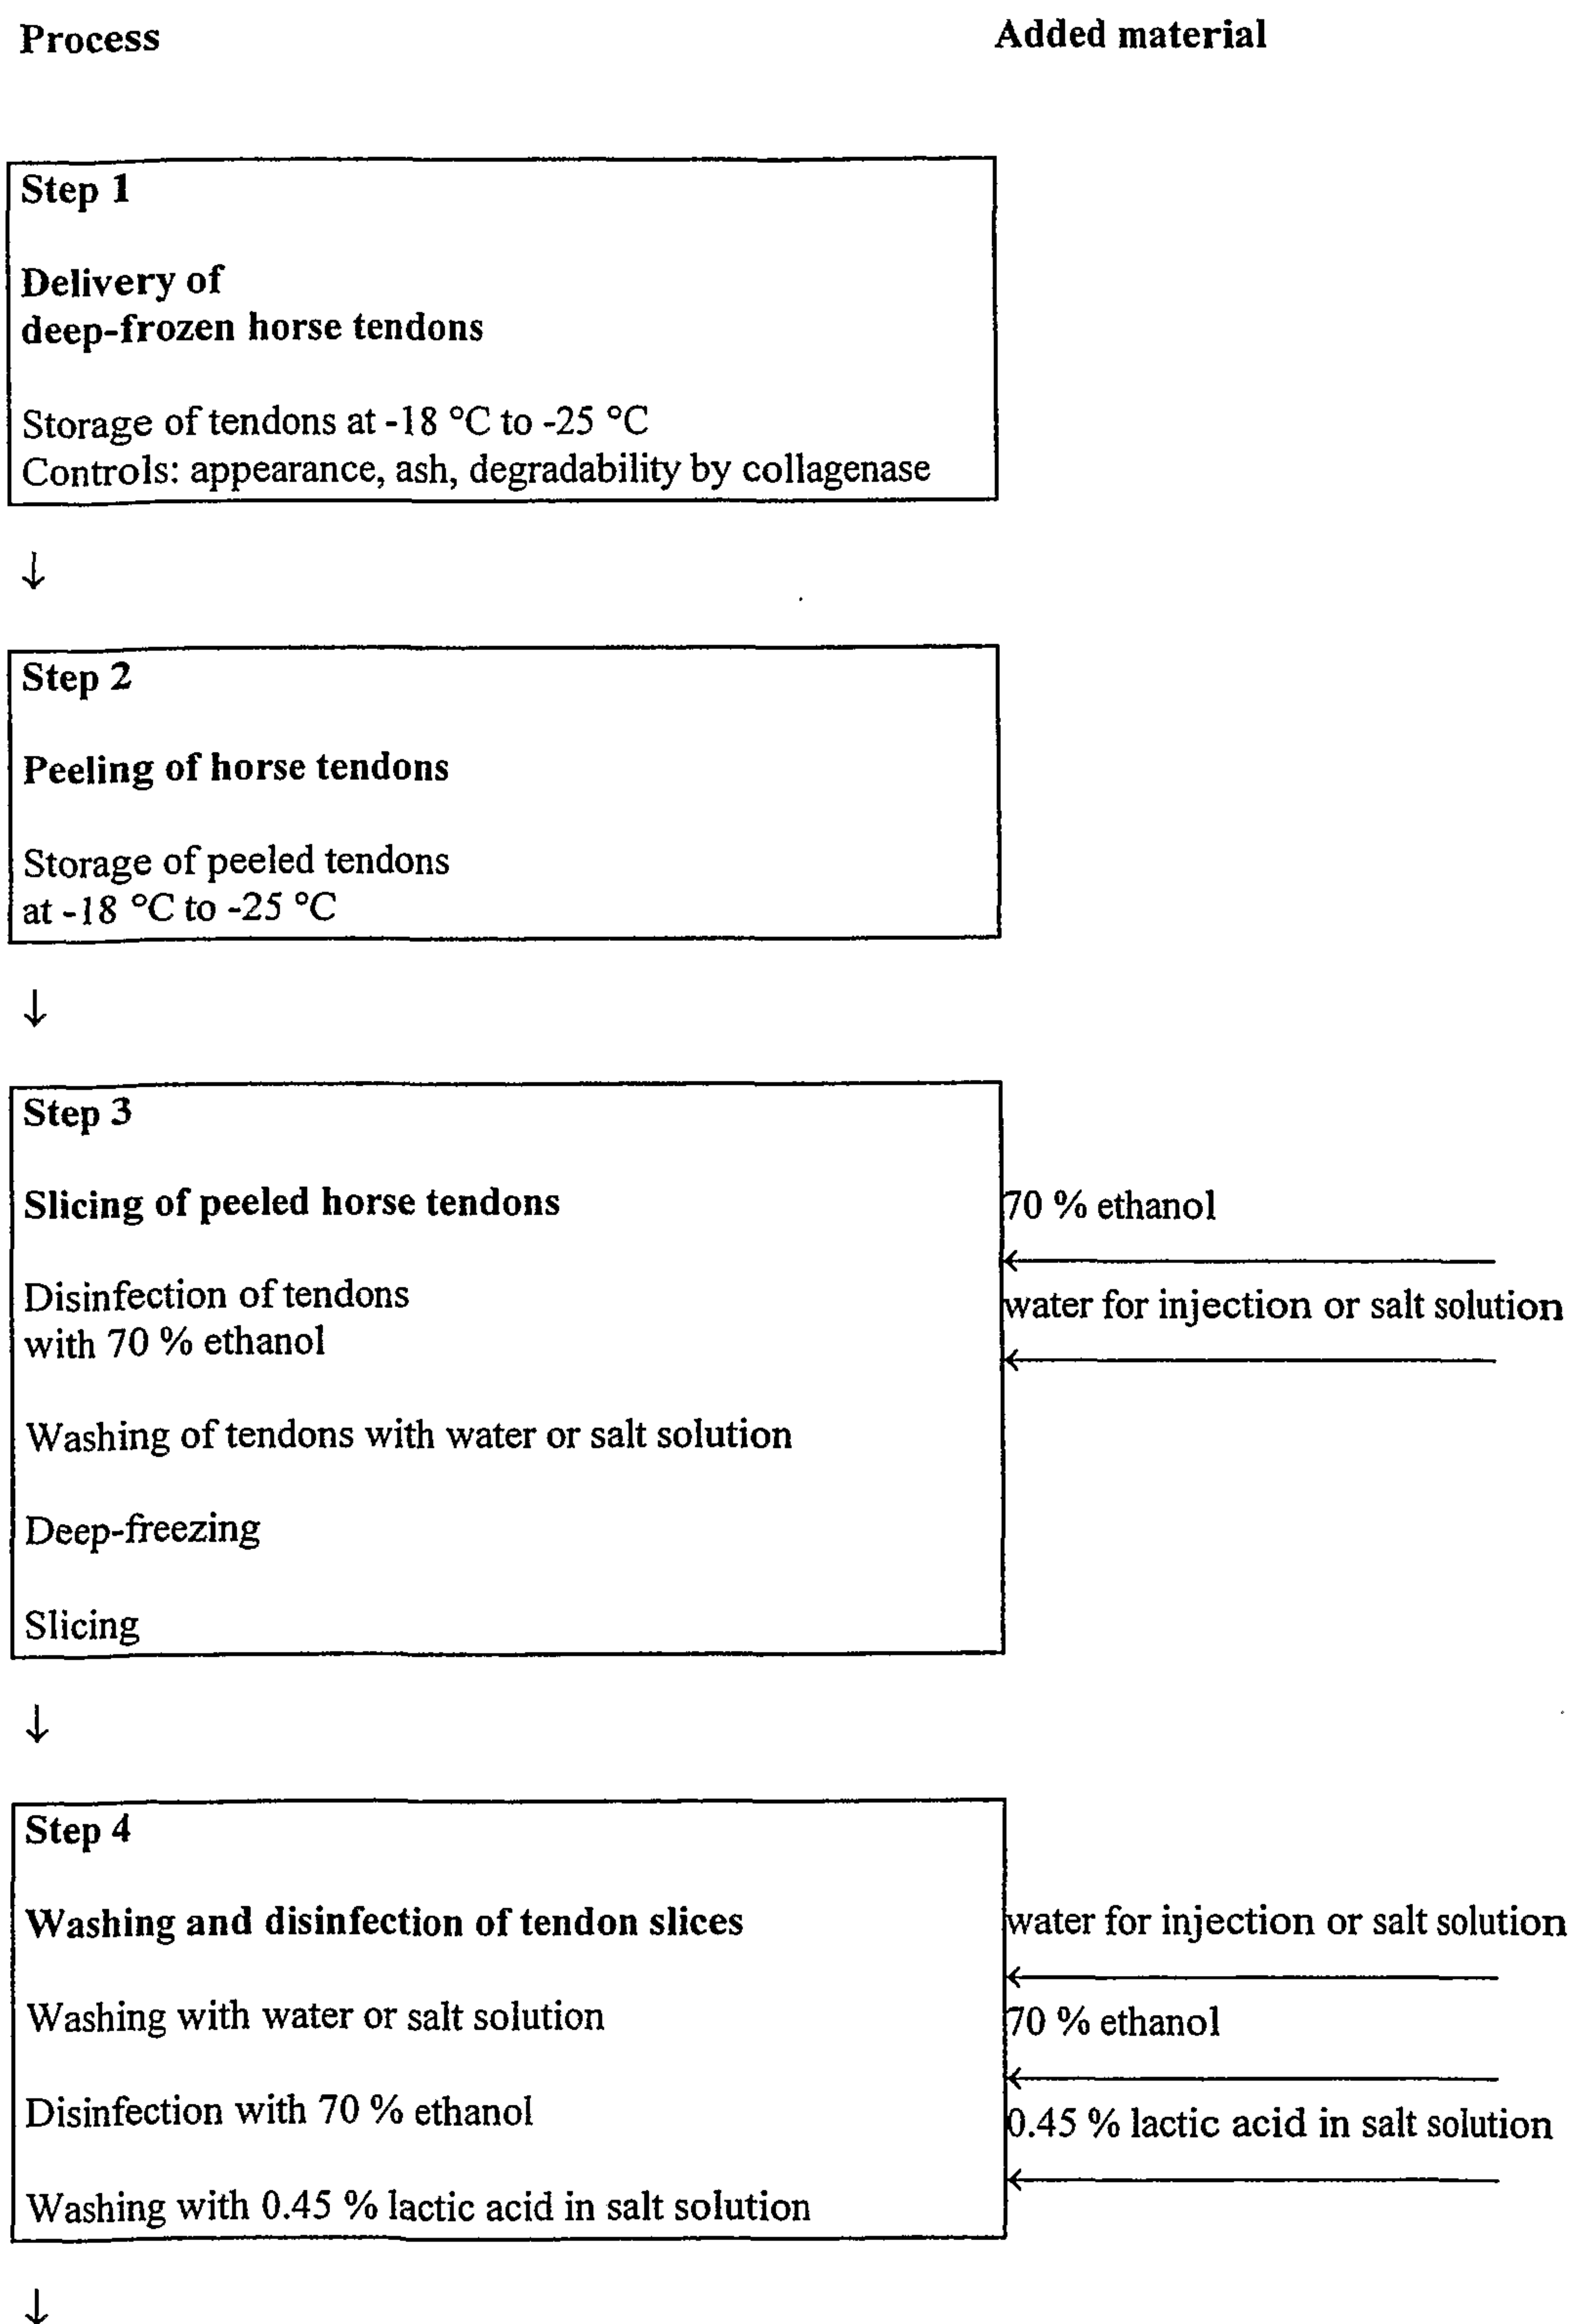 Process
Added material
Step 1
Delivery of
deep-frozen horse tendons
Storage of tendons at -18 °C to -25 °C
Controls: appearance, ash, degradability by collagenase
↓
Step 2
Peeling of horse tendons
Storage of peeled tendons
at -18 °C to -25 °C
↓
Step 3
Slicing of peeled horse tendons
Disinfection of tendons
with 70 % ethanol
Washing of tendons with water or salt solution
Deep-freezing
Slicing
70 % ethanol
water for injection or salt solution
↓
Step 4
Washing and disinfection of tendon slices
Washing with water or salt solution
Disinfection with 70 % ethanol
Washing with 0.45 % lactic acid in salt solution
water for injection or salt solution
70 % ethanol
0.45 % lactic acid in salt solution
↓